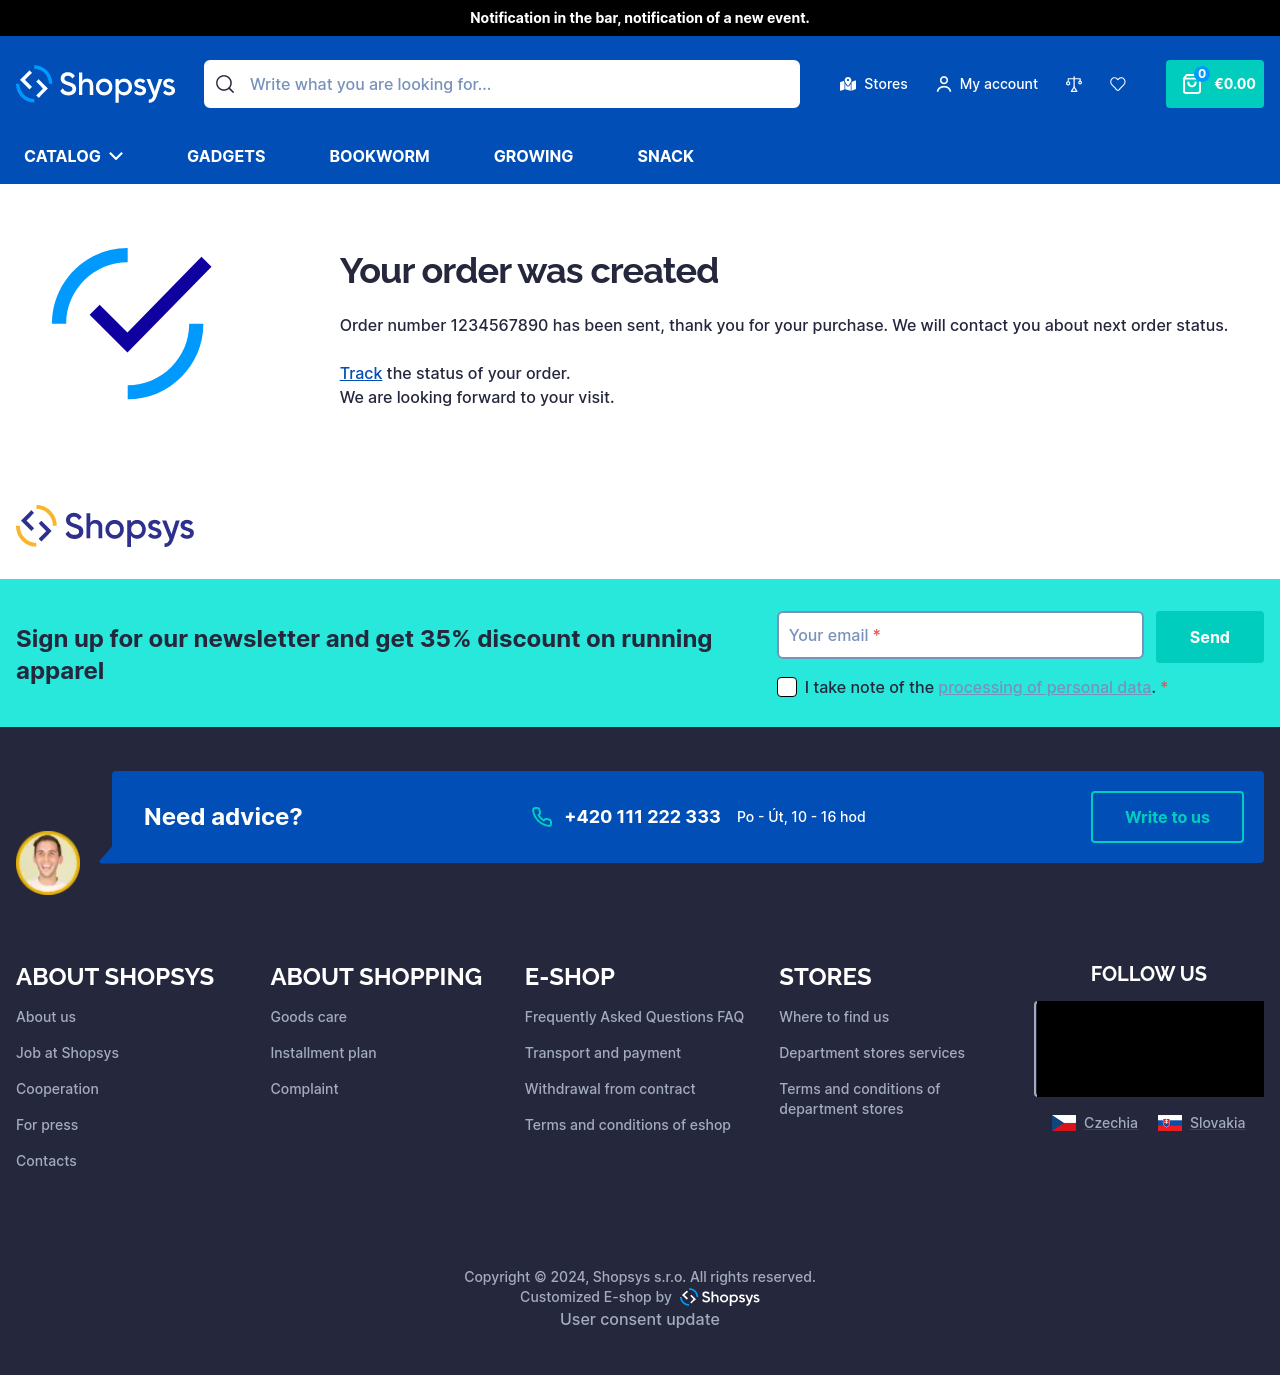 Notification in the bar, notification of a new event.
Shopsys
Write what you are looking for...
Stores
My account
0
€0.00
CATALOG
GADGETS
BOOKWORM
GROWING
SNACK
Your order was created
Order number 1234567890 has been sent, thank you for your purchase. We will contact you about next order status.
Track the status of your order.
We are looking forward to your visit.
Shopsys
Sign up for our newsletter and get 35% discount on running
apparel
Your email *
Send
I take note of the processing of personal data. *
Need advice?
+420 111 222 333
Po - Út, 10 - 16 hod
Write to us
ABOUT SHOPSYS
About us
Job at Shopsys
Cooperation
For press
Contacts
ABOUT SHOPPING
Goods care
Installment plan
Complaint
E-SHOP
Frequently Asked Questions FAQ
Transport and payment
Withdrawal from contract
Terms and conditions of eshop
STORES
Where to find us
Department stores services
Terms and conditions of
department stores
FOLLOW US
Czechia
Slovakia
Copyright © 2024, Shopsys s.r.o. All rights reserved.
Customized E-shop by Shopsys
User consent update